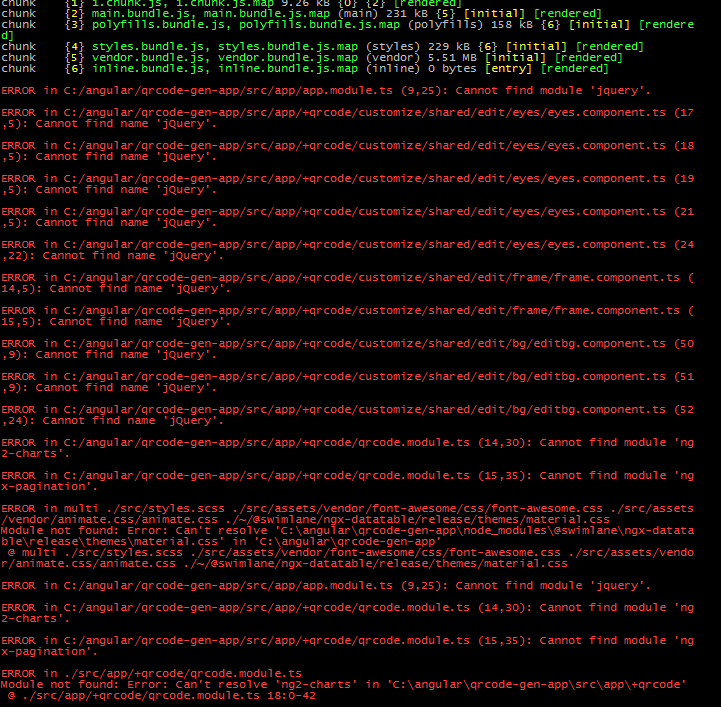 chunk    {1} 1.chunk.js, 1.chunk.js.map 9.26 kB {0} {2} [rendered]
chunk    {2} main.bundle.js, main.bundle.js.map (main) 231 kB {5} [initial] [rendered]
chunk    {3} polyfills.bundle.js, polyfills.bundle.js.map (polyfills) 158 kB {6} [initial] [rendere
d]
chunk    {4} styles.bundle.js, styles.bundle.js.map (styles) 229 kB {6} [initial] [rendered]
chunk    {5} vendor.bundle.js, vendor.bundle.js.map (vendor) 5.51 MB [initial] [rendered]
chunk    {6} inline.bundle.js, inline.bundle.js.map (inline) 0 bytes [entry] [rendered]
ERROR in C:/angular/qrcode-gen-app/src/app/app.module.ts (9,25): Cannot find module 'jquery'.
ERROR in C:/angular/qrcode-gen-app/src/app/+qrcode/customize/shared/edit/eyes/eyes.component.ts (17
,5): Cannot find name 'jQuery'.
ERROR in C:/angular/qrcode-gen-app/src/app/+qrcode/customize/shared/edit/eyes/eyes.component.ts (18
,5): Cannot find name 'jQuery'.
ERROR in C:/angular/qrcode-gen-app/src/app/+qrcode/customize/shared/edit/eyes/eyes.component.ts (19
,5): Cannot find name 'jQuery'.
ERROR in C:/angular/qrcode-gen-app/src/app/+qrcode/customize/shared/edit/eyes/eyes.component.ts (21
,5): Cannot find name 'jQuery'.
ERROR in C:/angular/qrcode-gen-app/src/app/+qrcode/customize/shared/edit/eyes/eyes.component.ts (24
,22): Cannot find name 'jQuery'.
ERROR in C:/angular/qrcode-gen-app/src/app/+qrcode/customize/shared/edit/frame/frame.component.ts (
14,5): Cannot find name 'jQuery'.
ERROR in C:/angular/qrcode-gen-app/src/app/+qrcode/customize/shared/edit/frame/frame.component.ts (
15,5): Cannot find name 'jQuery'.
ERROR in C:/angular/qrcode-gen-app/src/app/+qrcode/customize/shared/edit/bg/editbg.component.ts (50
,9): Cannot find name 'jQuery'.
ERROR in C:/angular/qrcode-gen-app/src/app/+qrcode/customize/shared/edit/bg/editbg.component.ts (51
,9): Cannot find name 'jQuery'.
ERROR in C:/angular/qrcode-gen-app/src/app/+qrcode/customize/shared/edit/bg/editbg.component.ts (52
,24): Cannot find name 'jQuery'.
ERROR in C:/angular/qrcode-gen-app/src/app/+qrcode/qrcode.module.ts (14,30): Cannot find module 'ng
2-charts'.
ERROR in C:/angular/qrcode-gen-app/src/app/+qrcode/qrcode.module.ts (15,35): Cannot find module 'ng
x-pagination'.
ERROR in multi ./src/styles.scss ./src/assets/vendor/font-awesome/css/font-awesome.css ./src/assets
/vendor/animate.css/animate.css ./~/@swimlane/ngx-datatable/release/themes/material.css
Module not found: Error: Can't resolve 'C:\angular\qrcode-gen-app\node_modules\@swimlane\ngx-datata
ble\release\themes\material.css' in 'C:\angular\qrcode-gen-app'
 @ multi ./src/styles.scss ./src/assets/vendor/font-awesome/css/font-awesome.css ./src/assets/vendo
r/animate.css/animate.css ./~/@swimlane/ngx-datatable/release/themes/material.css
ERROR in C:/angular/qrcode-gen-app/src/app/app.module.ts (9,25): Cannot find module 'jquery'.
ERROR in C:/angular/qrcode-gen-app/src/app/+qrcode/qrcode.module.ts (14,30): Cannot find module 'ng
2-charts'.
ERROR in C:/angular/qrcode-gen-app/src/app/+qrcode/qrcode.module.ts (15,35): Cannot find module 'ng
x-pagination'.
ERROR in ./src/app/+qrcode/qrcode.module.ts
Module not found: Error: Can't resolve 'ng2-charts' in 'C:\angular\qrcode-gen-app\src\app\+qrcode'
 @ ./src/app/+qrcode/qrcode.module.ts 18:0-42